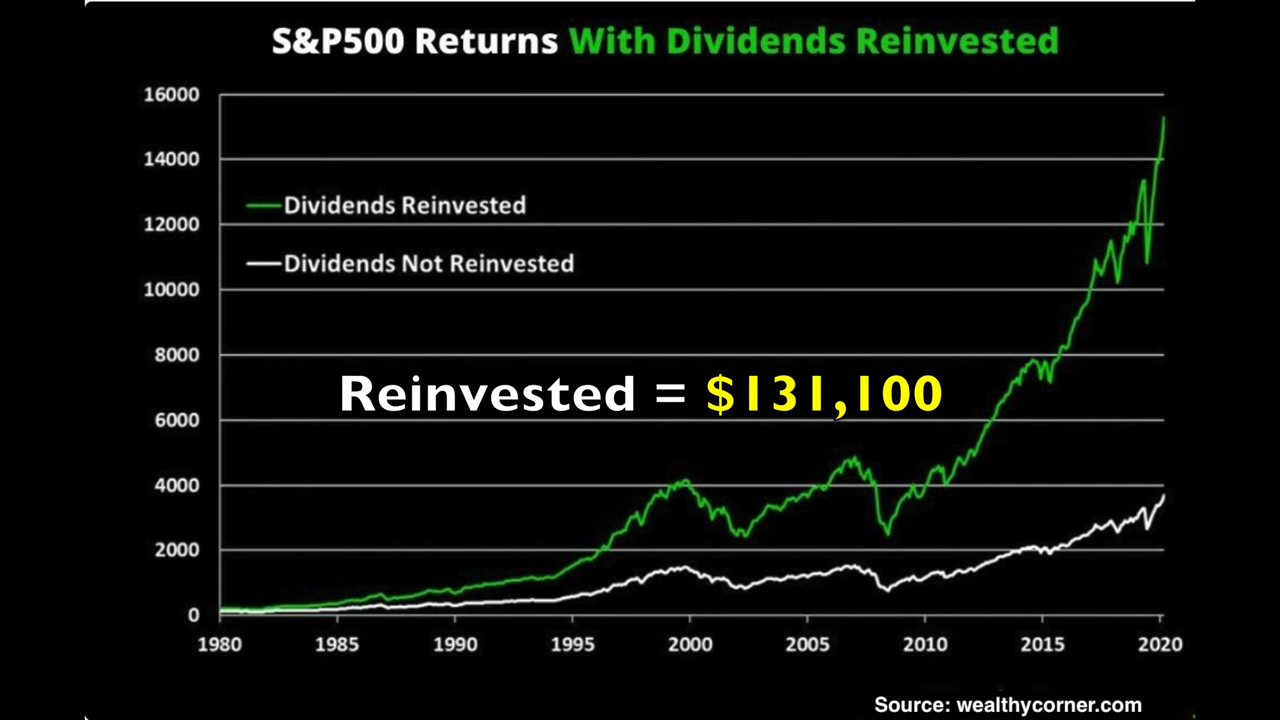 S&P500 Returns With Dividends Reinvested
16000
14000
Dividends Reinvested
12000
Dividends Not Reinvested
10000
8000
Reinvested = $131,100
6000
4000
2000
0
1980 1985 1990 1995 2000 2005 2010 2015 2020
Source: wealthycorner.com